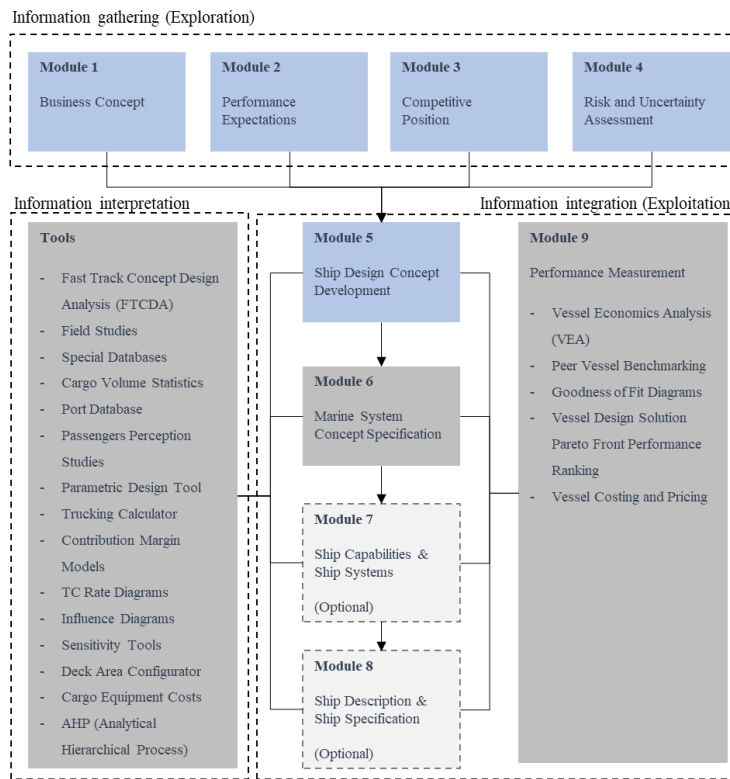 Information gathering (Exploration)
Module 1
Business Concept
Module 2
Performance
Expectations
Module 3
Competitive
Position
Module 4
Risk and Uncertainty
Assessment
Information interpretation
Information integration (Exploitation
Tools
- Fast Track Concept Design
Analysis (FTCDA)
- Field Studies
- Special Databases
- Cargo Volume Statistics
- Port Database
- Passengers Perception
Studies
- Parametric Design Tool
- Trucking Calculator
- Contribution Margin
Models
- TC Rate Diagrams
- Influence Diagrams
- Sensitivity Tools
- Deck Area Configurator
- Cargo Equipment Costs
- AHP (Analytical
Hierarchical Process)
Module 5
Ship Design Concept
Development
Module 6
Marine System
Concept Specification
Module 7
Ship Capabilities &
Ship Systems
(Optional)
Module 8
Ship Description &
Ship Specification
(Optional)
Module 9
Performance Measurement
- Vessel Economics Analysis
(VEA)
- Peer Vessel Benchmarking
- Goodness of Fit Diagrams
- Vessel Design Solution
Pareto Front Performance
Ranking
- Vessel Costing and Pricing